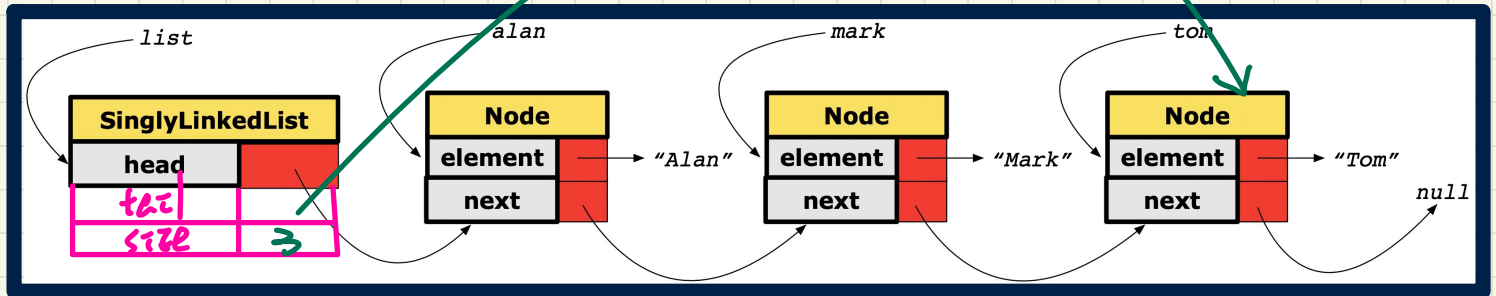 list
alan
mark
tom
SinglyLinkedList
Node
Node
Node
head
element
“Alan”
element
“Mark”
element
“Tom”
tail
next
next
next
null
size
3